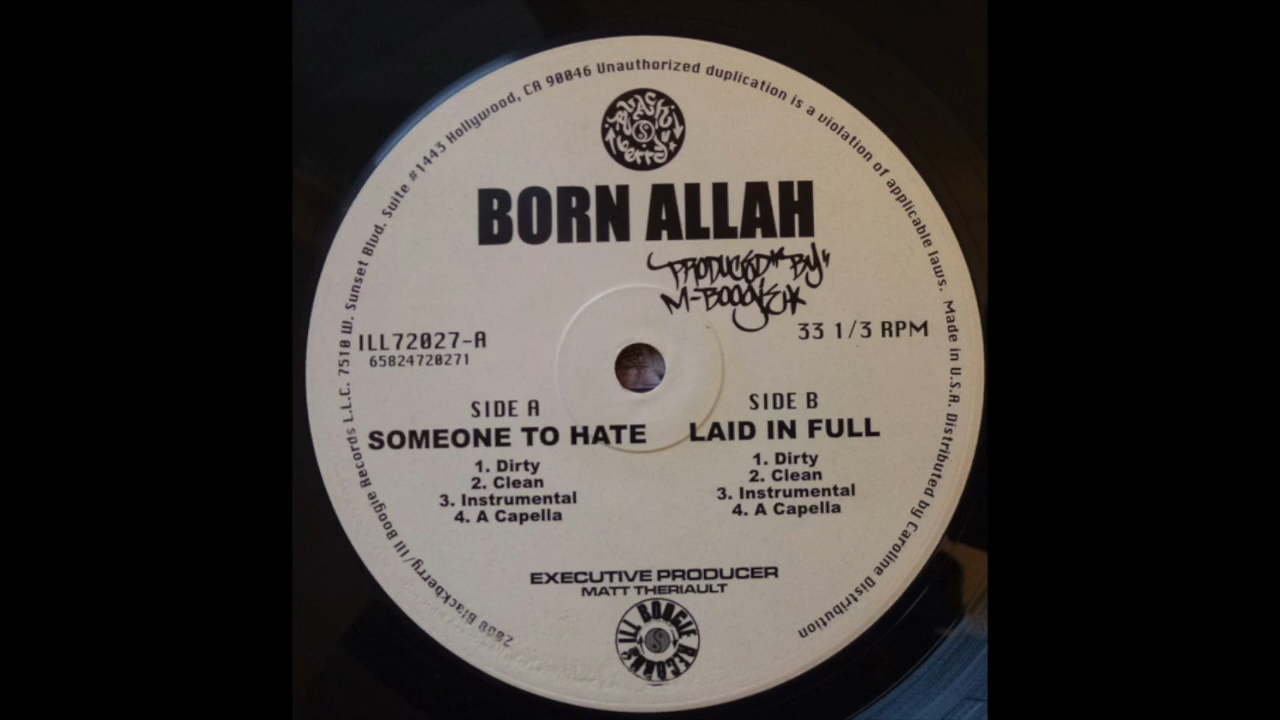 2000 Blackberry/Ill Boogie Records L.L.C. 7510 W. Sunset Blvd. Suite #1443 Hollywood, CA 90046 Unauthorized duplication is a violation of applicable laws. Made in U.S.A. Distributed by Caroline Distribution
BLACK
berry
BORN ALLAH
"PRODUCED" "BY"
M-BOOGIE
ILL72027-A
65824720271
33 1/3 RPM
SIDE A
SOMEONE TO HATE
1. Dirty
2. Clean
3. Instrumental
4. A Capella
SIDE B
LAID IN FULL
1. Dirty
2. Clean
3. Instrumental
4. A Capella
EXECUTIVE PRODUCER
MATT THERIAULT
ILL BOOGIE RECORDS